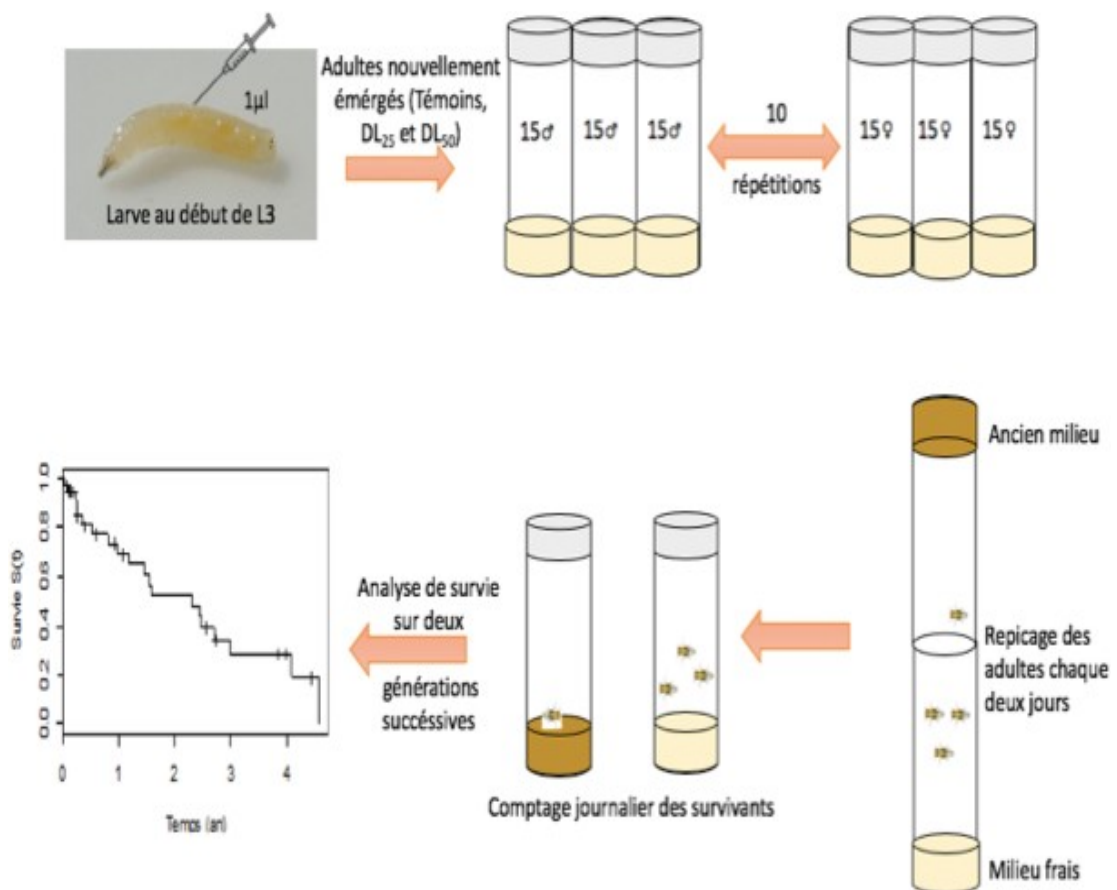 1µl
Larve au début de L3
Adultes nouvellement
émérgés (Témoins,
DL25 et DL50)
15♂ 15♂ 15♂
10
répétitions
15♀ 15♀ 15♀
Ancien milieu
Repicage des
adultes chaque
deux jours
Milieu frais
Comptage journalier des survivants
Analyse de survie
sur deux
générations
succéssives
Survie S(t)
1.0
0.8
0.6
0.4
0.2
0.0
0 1 2 3 4
Temps (an)